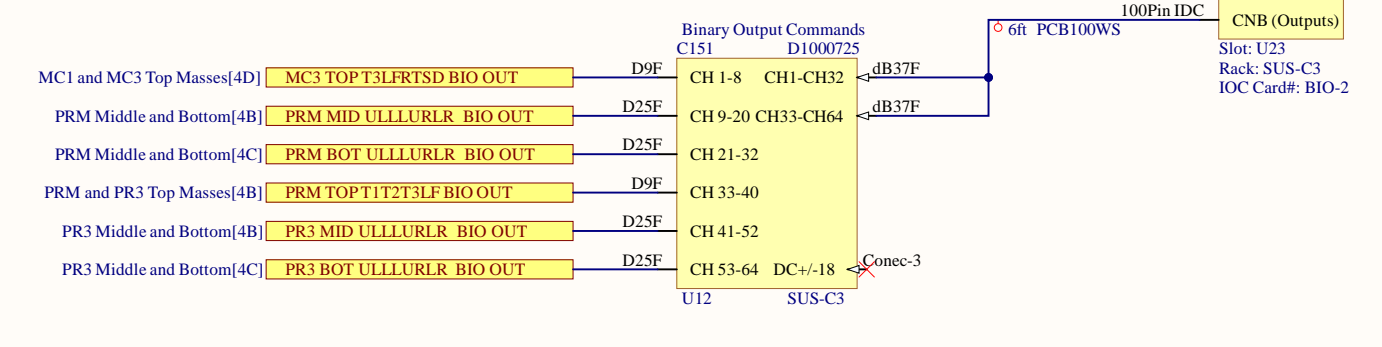 100Pin IDC
CNB (Outputs)
6ft PCB100WS
Slot: U23
Rack: SUS-C3
IOC Card#: BIO-2
Binary Output Commands
C151 D1000725
MC1 and MC3 Top Masses[4D] MC3 TOP T3LFRTSD BIO OUT D9F CH 1-8 CH1-CH32 dB37F
PRM Middle and Bottom[4B] PRM MID ULLLURLR BIO OUT D25F CH 9-20 CH33-CH64 dB37F
PRM Middle and Bottom[4C] PRM BOT ULLLURLR BIO OUT D25F CH 21-32
PRM and PR3 Top Masses[4B] PRM TOP T1T2T3LF BIO OUT D9F CH 33-40
PR3 Middle and Bottom[4B] PR3 MID ULLLURLR BIO OUT D25F CH 41-52
PR3 Middle and Bottom[4C] PR3 BOT ULLLURLR BIO OUT D25F CH 53-64 DC+/-18 Conec-3
U12 SUS-C3